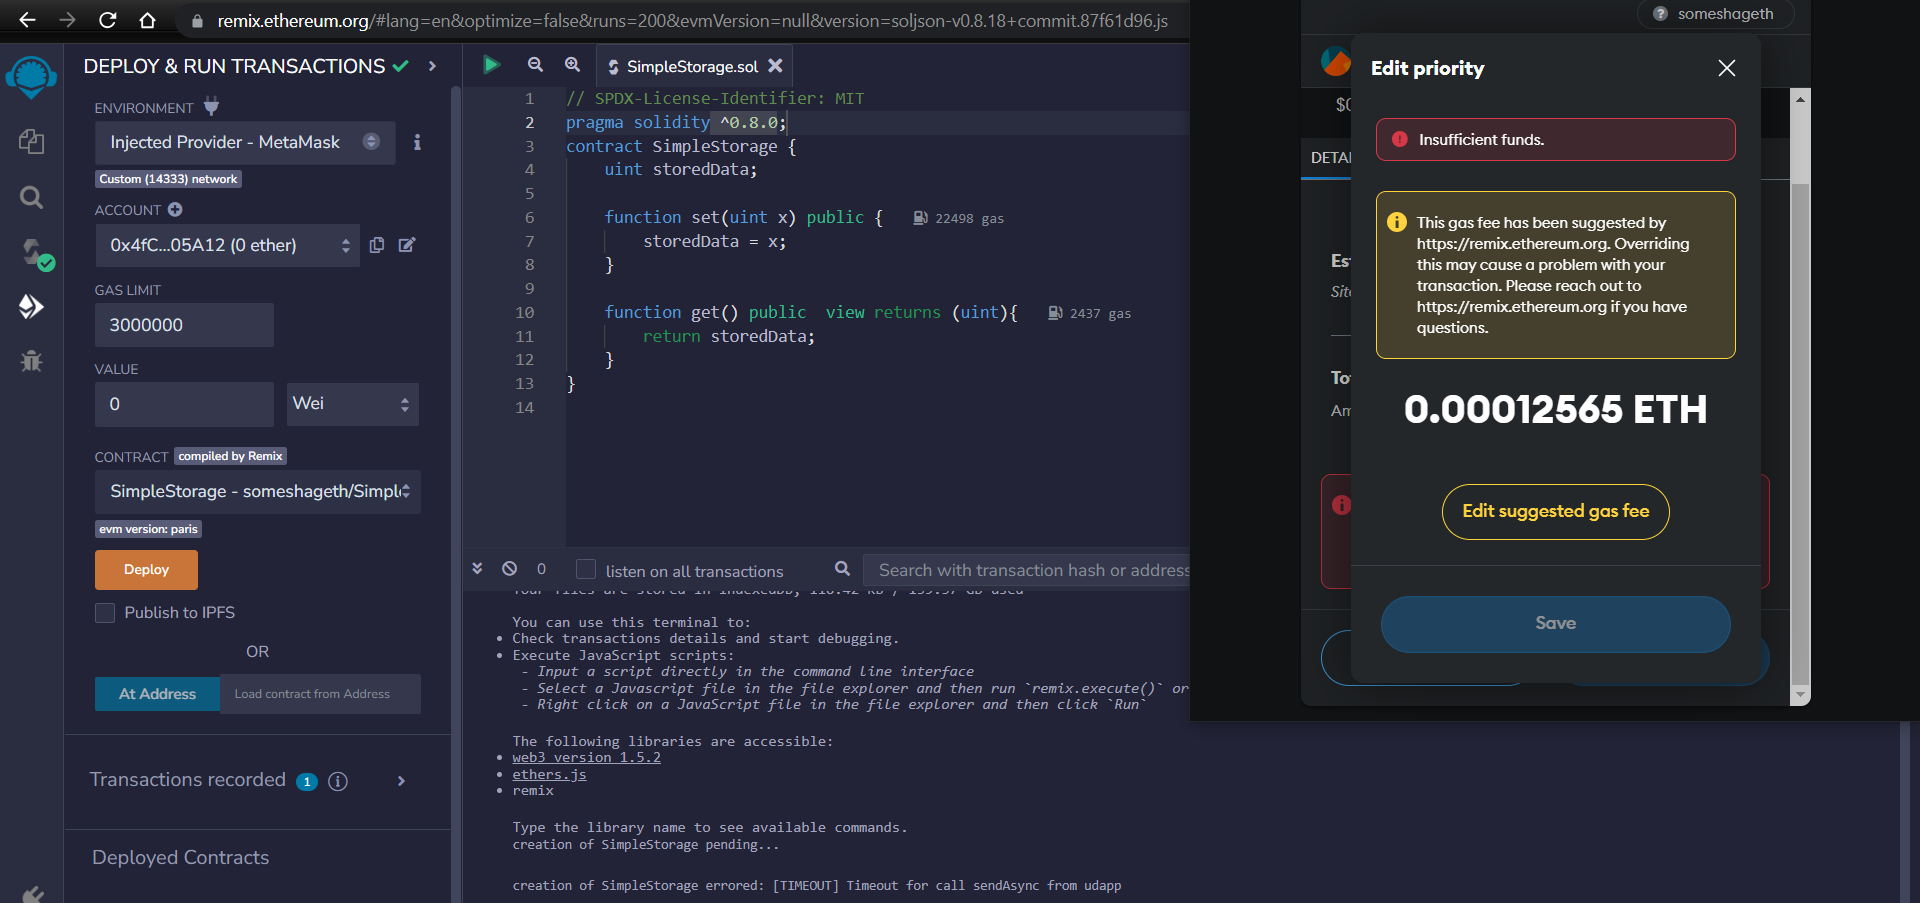 remix.ethereum.org/#lang=en&optimize=false&runs=200&evmVersion=null&version=soljson-v0.8.18+commit.87f61d96.js
DEPLOY & RUN TRANSACTIONS
ENVIRONMENT
Injected Provider - MetaMask
Custom (14333) network
ACCOUNT
0x4fC...05A12 (0 ether)
GAS LIMIT
3000000
VALUE
0
Wei
CONTRACT compiled by Remix
SimpleStorage - someshageth/Simpl
evm version: paris
Deploy
Publish to IPFS
OR
At Address
Load contract from Address
Transactions recorded 1
Deployed Contracts
SimpleStorage.sol
1 // SPDX-License-Identifier: MIT
2 pragma solidity ^0.8.0;
3 contract SimpleStorage {
4 uint storedData;
5
6 function set(uint x) public { 22498 gas
7 storedData = x;
8 }
9
10 function get() public view returns (uint){ 2437 gas
11 return storedData;
12 }
13 }
14
0
listen on all transactions
Search with transaction hash or address
Your files are stored in indexedDB,
You can use this terminal to:
• Check transactions details and start debugging.
• Execute JavaScript scripts:
- Input a script directly in the command line interface
- Select a Javascript file in the file explorer and then run `remix.execute()` or
- Right click on a JavaScript file in the file explorer and then click `Run`
The following libraries are accessible:
• web3 version 1.5.2
• ethers.js
• remix
Type the library name to see available commands.
creation of SimpleStorage pending...
creation of SimpleStorage errored: [TIMEOUT] Timeout for call sendAsync from udapp
someshageth
Edit priority
Insufficient funds.
This gas fee has been suggested by
https://remix.ethereum.org. Overriding
this may cause a problem with your
transaction. Please reach out to
https://remix.ethereum.org if you have
questions.
0.00012565 ETH
Edit suggested gas fee
Save
DETA
Es
Sit
To
Am